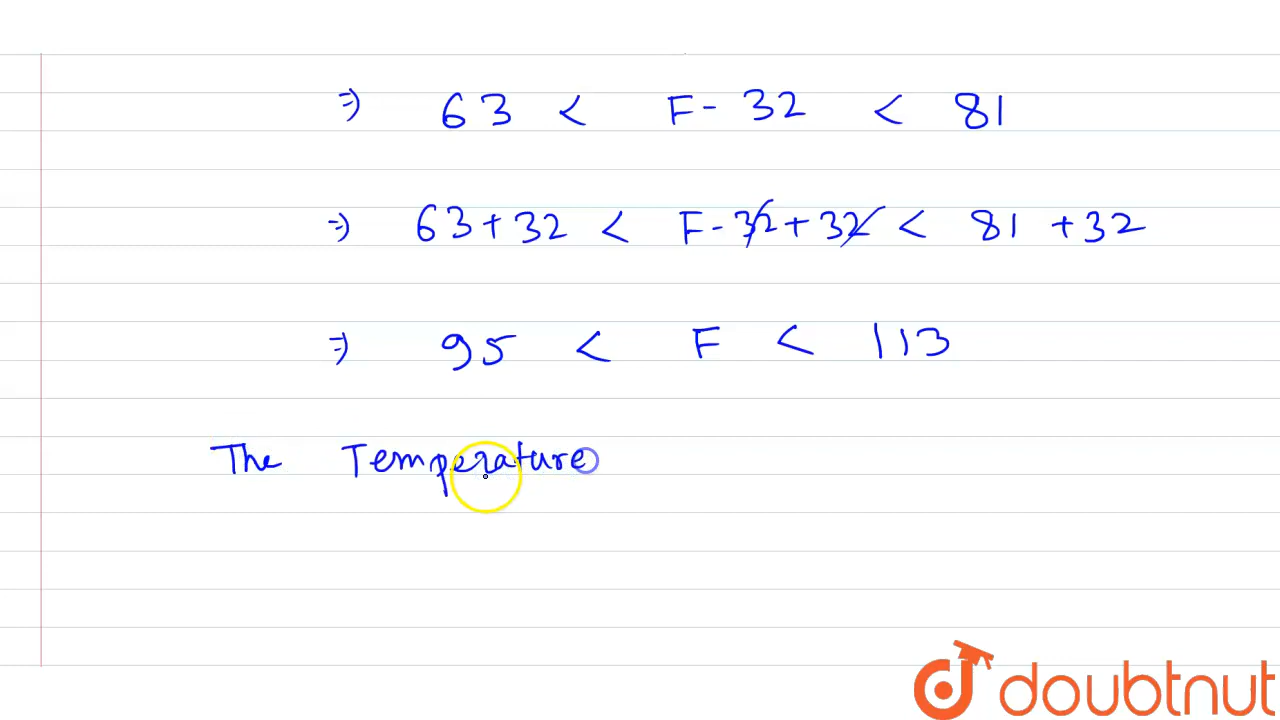 ⇒ 63 < F - 32 < 81
⇒ 63 + 32 < F - 32 + 32 < 81 + 32
⇒ 95 < F < 113
The Temperature
doubtnut